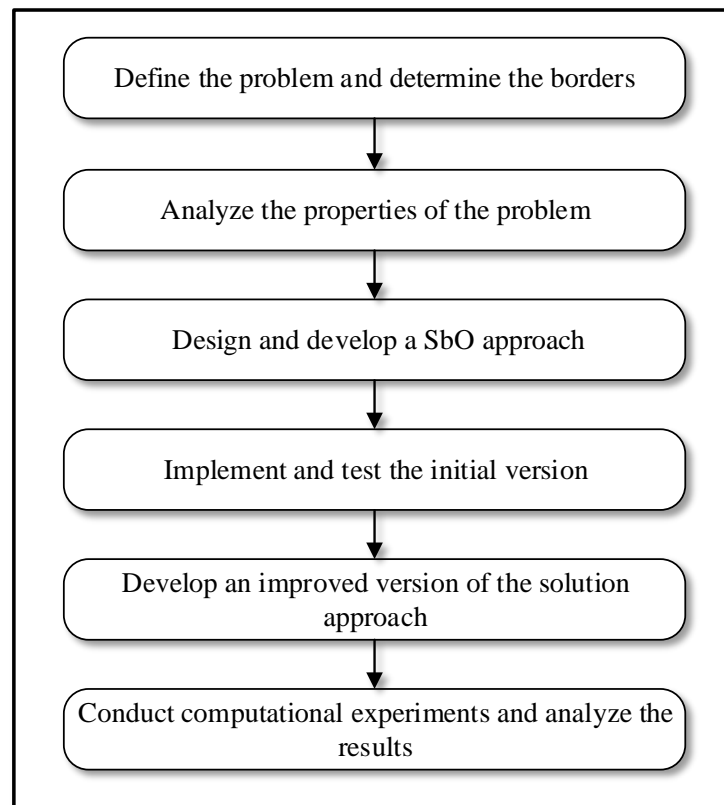 Define the problem and determine the borders
Analyze the properties of the problem
Design and develop a SbO approach
Implement and test the initial version
Develop an improved version of the solution
approach
Conduct computational experiments and analyze the
results